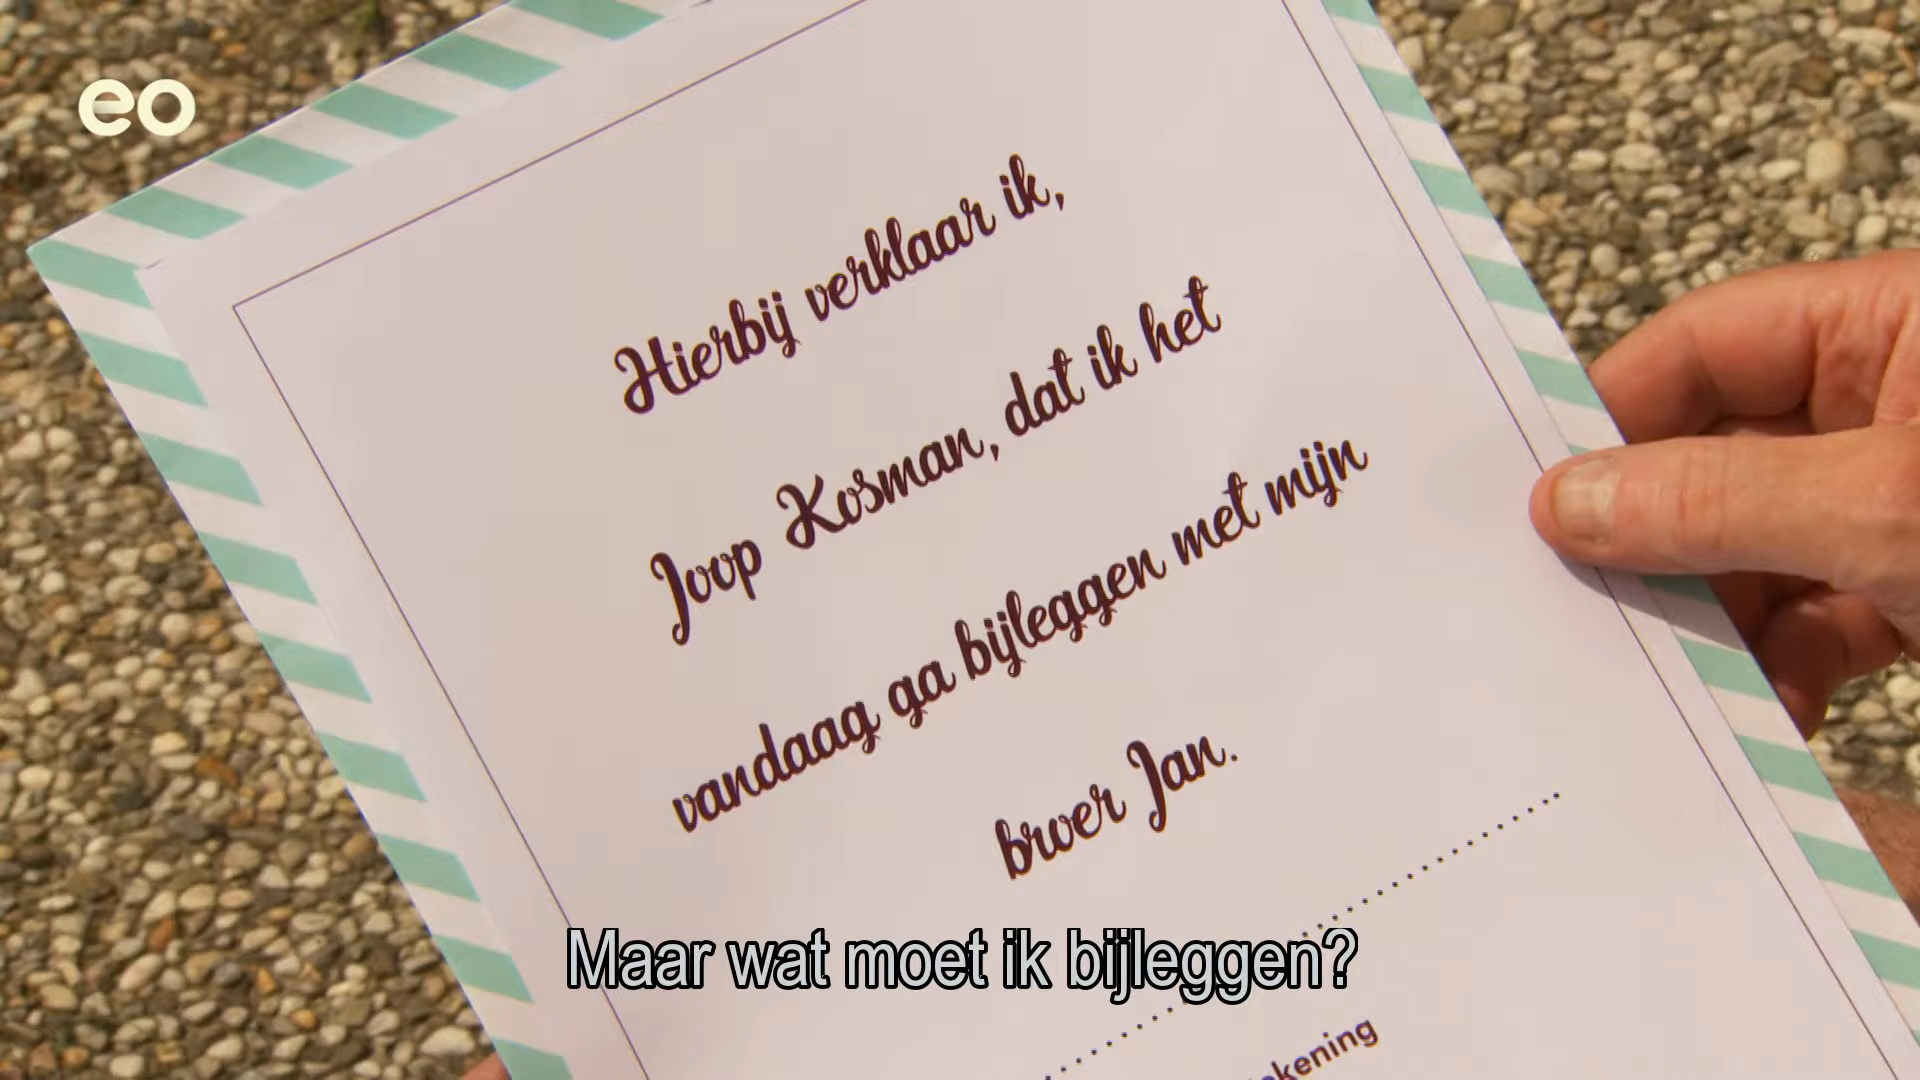 eo
Hierbij verklaar ik,
Joop Kosman, dat ik het
vandaag ga bijleggen met mijn
broer Jan.
Maar wat moet ik bijleggen?